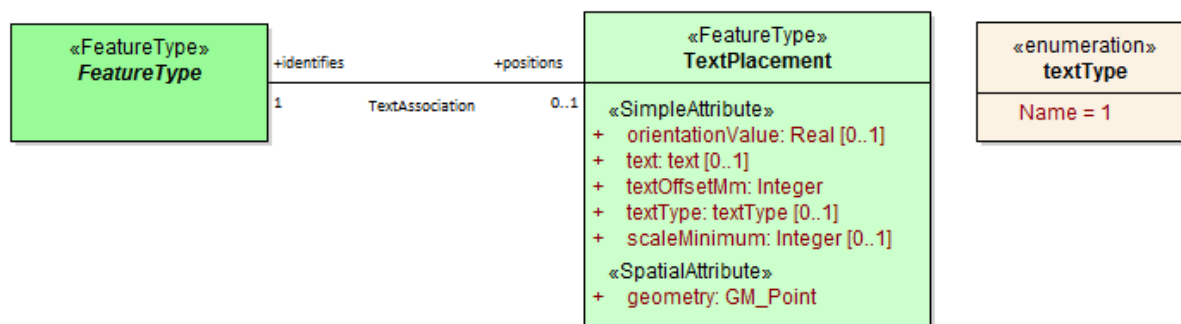 «FeatureType»
FeatureType
+identifies
+positions
1
TextAssociation
0..1
«FeatureType»
TextPlacement
«SimpleAttribute»
+ orientationValue: Real [0..1]
+ text: text [0..1]
+ textOffsetMm: Integer
+ textType: textType [0..1]
+ scaleMinimum: Integer [0..1]
«SpatialAttribute»
+ geometry: GM_Point
«enumeration»
textType
Name = 1